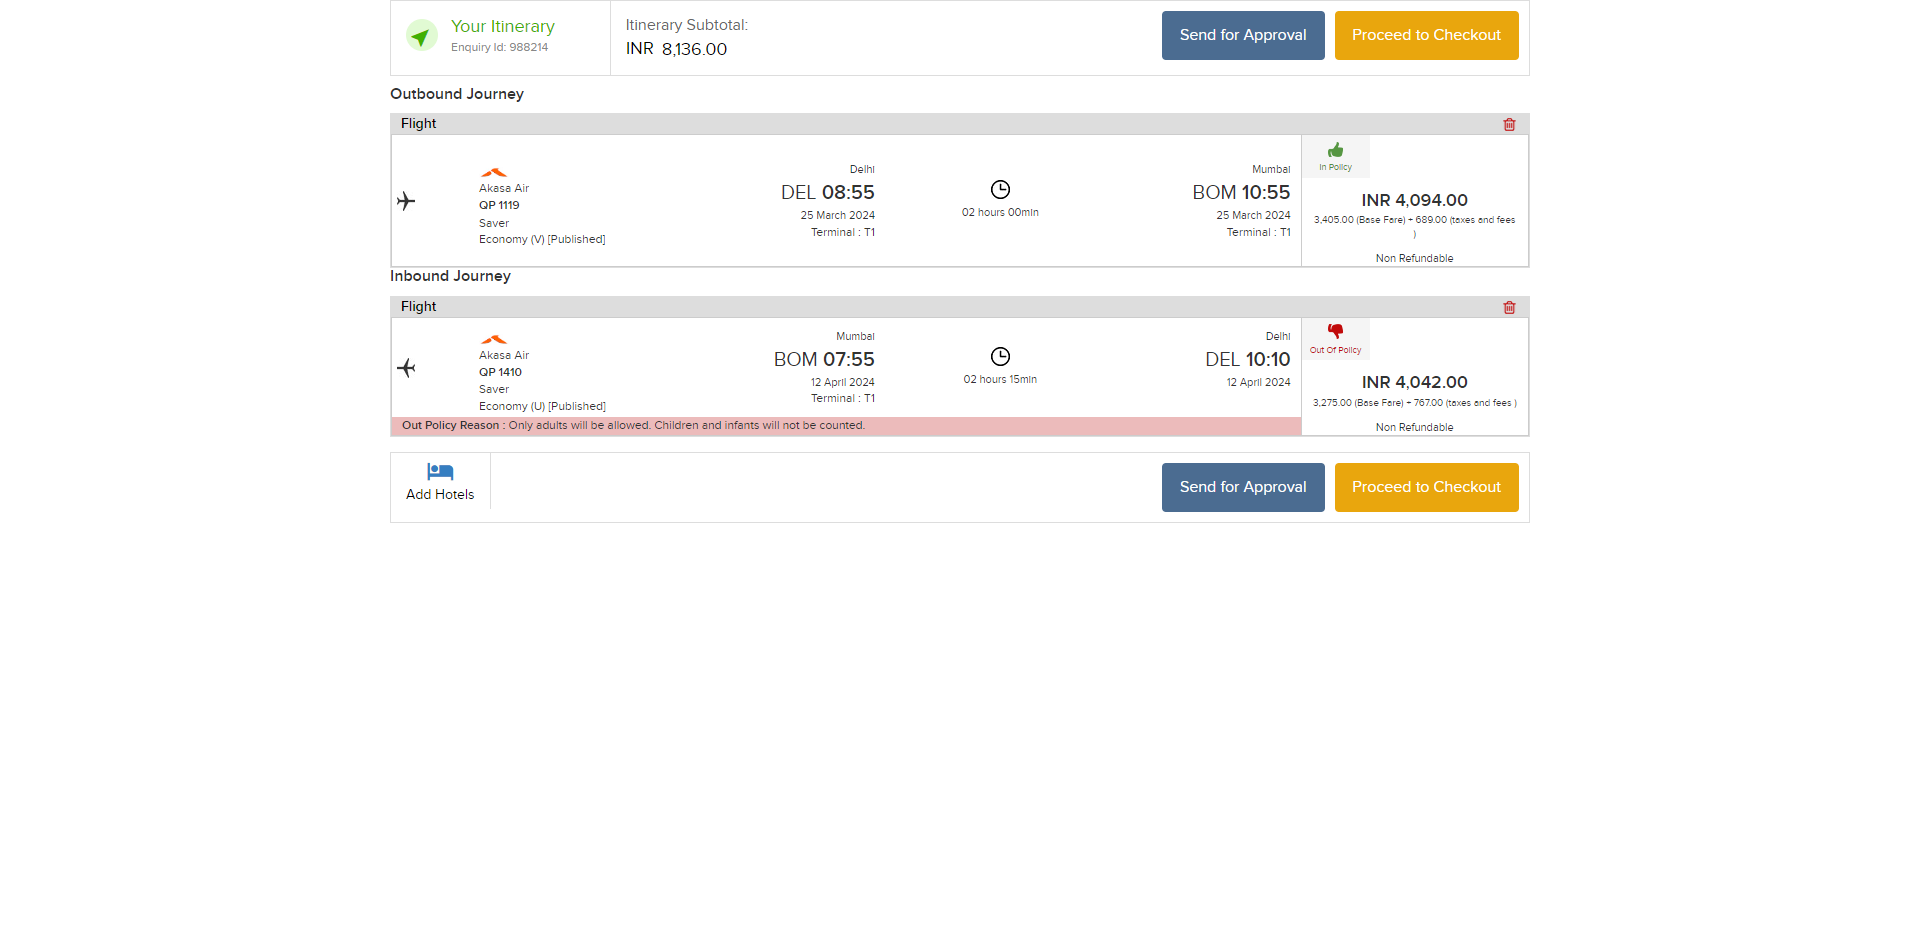 Your Itinerary
Enquiry Id: 988214
Itinerary Subtotal:
INR 8,136.00
Send for Approval
Proceed to Checkout
Outbound Journey
Flight
Akasa Air
QP 1119
Saver
Economy (V) [Published]
Delhi
DEL 08:55
25 March 2024
Terminal : T1
02 hours 00min
Mumbai
BOM 10:55
25 March 2024
Terminal : T1
In Policy
INR 4,094.00
3,405.00 (Base Fare) + 689.00 (taxes and fees
)
Non Refundable
Inbound Journey
Flight
Akasa Air
QP 1410
Saver
Economy (U) [Published]
Mumbai
BOM 07:55
12 April 2024
Terminal : T1
02 hours 15min
Delhi
DEL 10:10
12 April 2024
Out Of Policy
INR 4,042.00
3,275.00 (Base Fare) + 767.00 (taxes and fees )
Non Refundable
Out Policy Reason : Only adults will be allowed. Children and infants will not be counted.
Add Hotels
Send for Approval
Proceed to Checkout